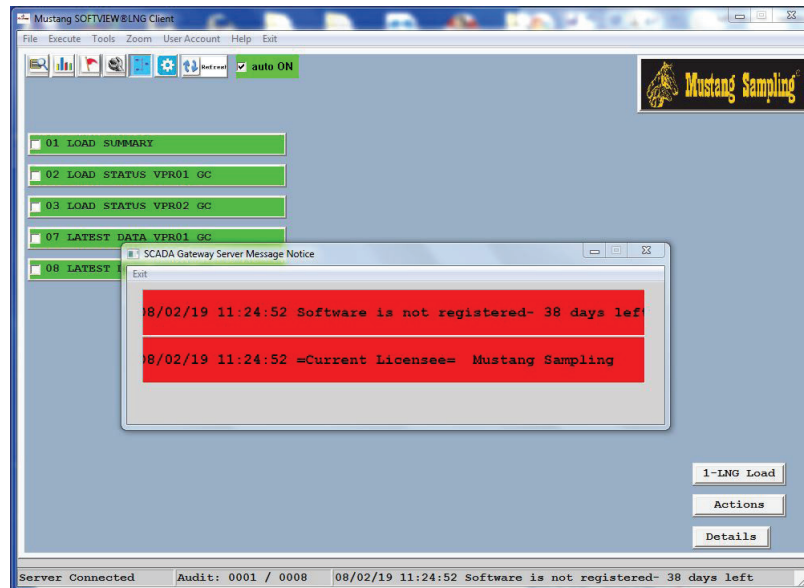 Mustang SOFTVIEW®LNG Client
File Execute Tools Zoom User Account Help Exit
Refresh auto ON
Mustang Sampling
01 LOAD SUMMARY
02 LOAD STATUS VPR01 GC
03 LOAD STATUS VPR02 GC
07 LATEST DATA VPR01 GC
08 LATEST
SCADA Gateway Server Message Notice
Exit
08/02/19 11:24:52 Software is not registered- 38 days left
08/02/19 11:24:52 =Current Licensee= Mustang Sampling
1-LNG Load
Actions
Details
Server Connected Audit: 0001 / 0008 08/02/19 11:24:52 Software is not registered- 38 days left